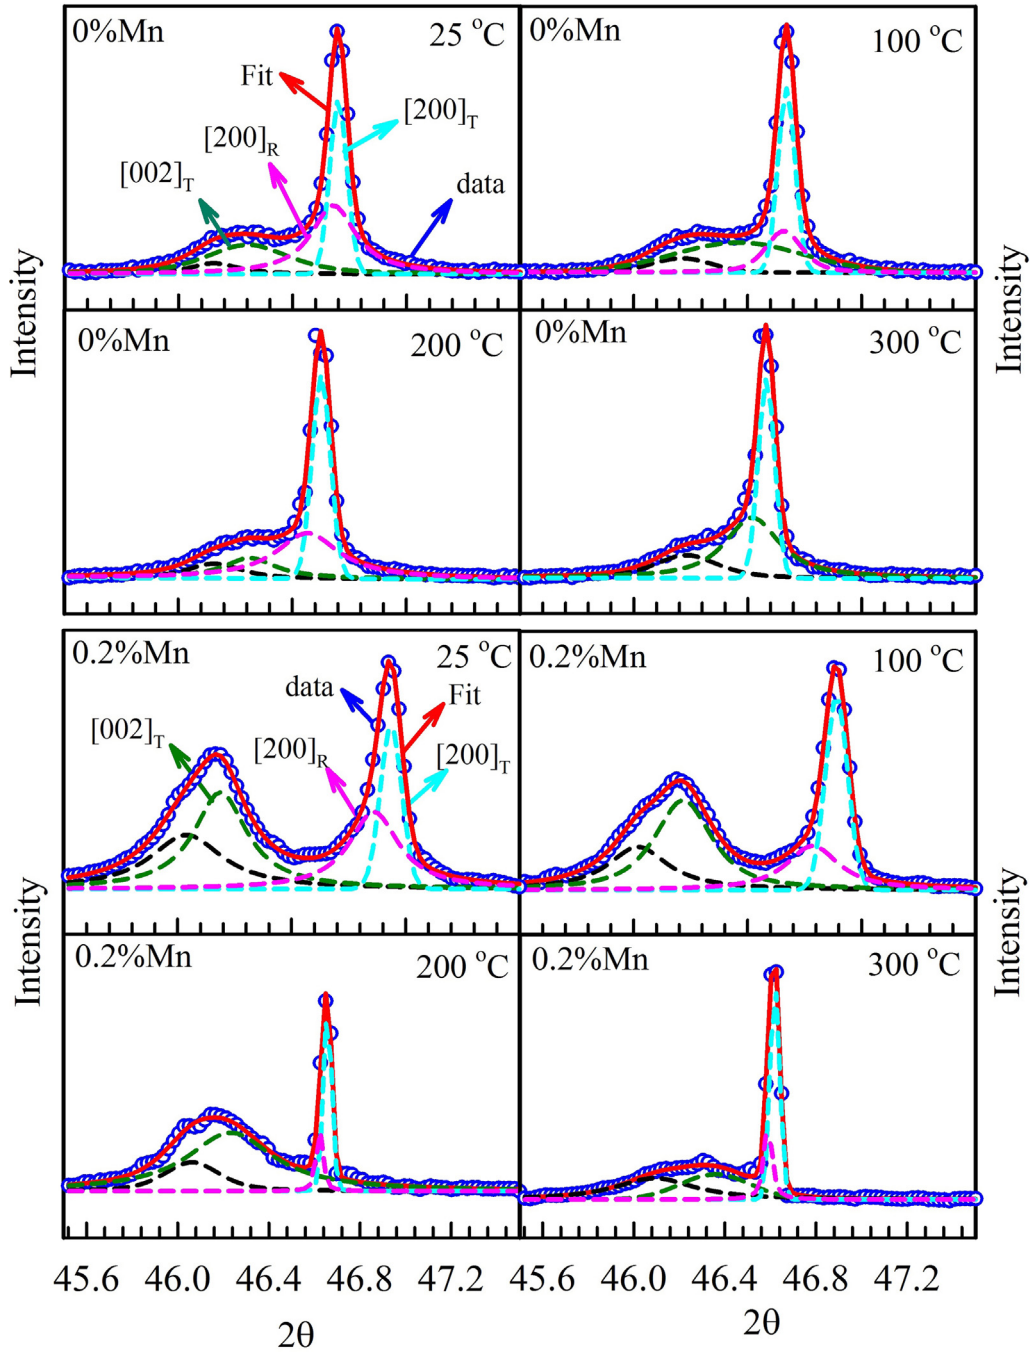 0%Mn 25 °C
Fit
[200]T
[200]R
[002]T
data
0%Mn 100 °C
Intensity
Intensity
0%Mn 200 °C
0%Mn 300 °C
0.2%Mn 25 °C
data
Fit
[002]T
[200]R
[200]T
0.2%Mn 100 °C
Intensity
Intensity
0.2%Mn 200 °C
0.2%Mn 300 °C
45.6 46.0 46.4 46.8 47.2
45.6 46.0 46.4 46.8 47.2
2θ
2θ